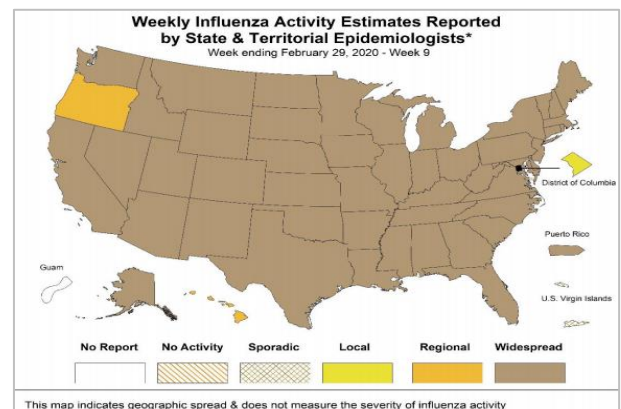 Weekly Influenza Activity Estimates Reported
by State & Territorial Epidemiologists*
Week ending February 29, 2020 - Week 9
District of Columbia
Puerto Rico
Guam
U.S. Virgin Islands
No Report No Activity Sporadic Local Regional Widespread
This map indicates geographic spread & does not measure the severity of influenza activity